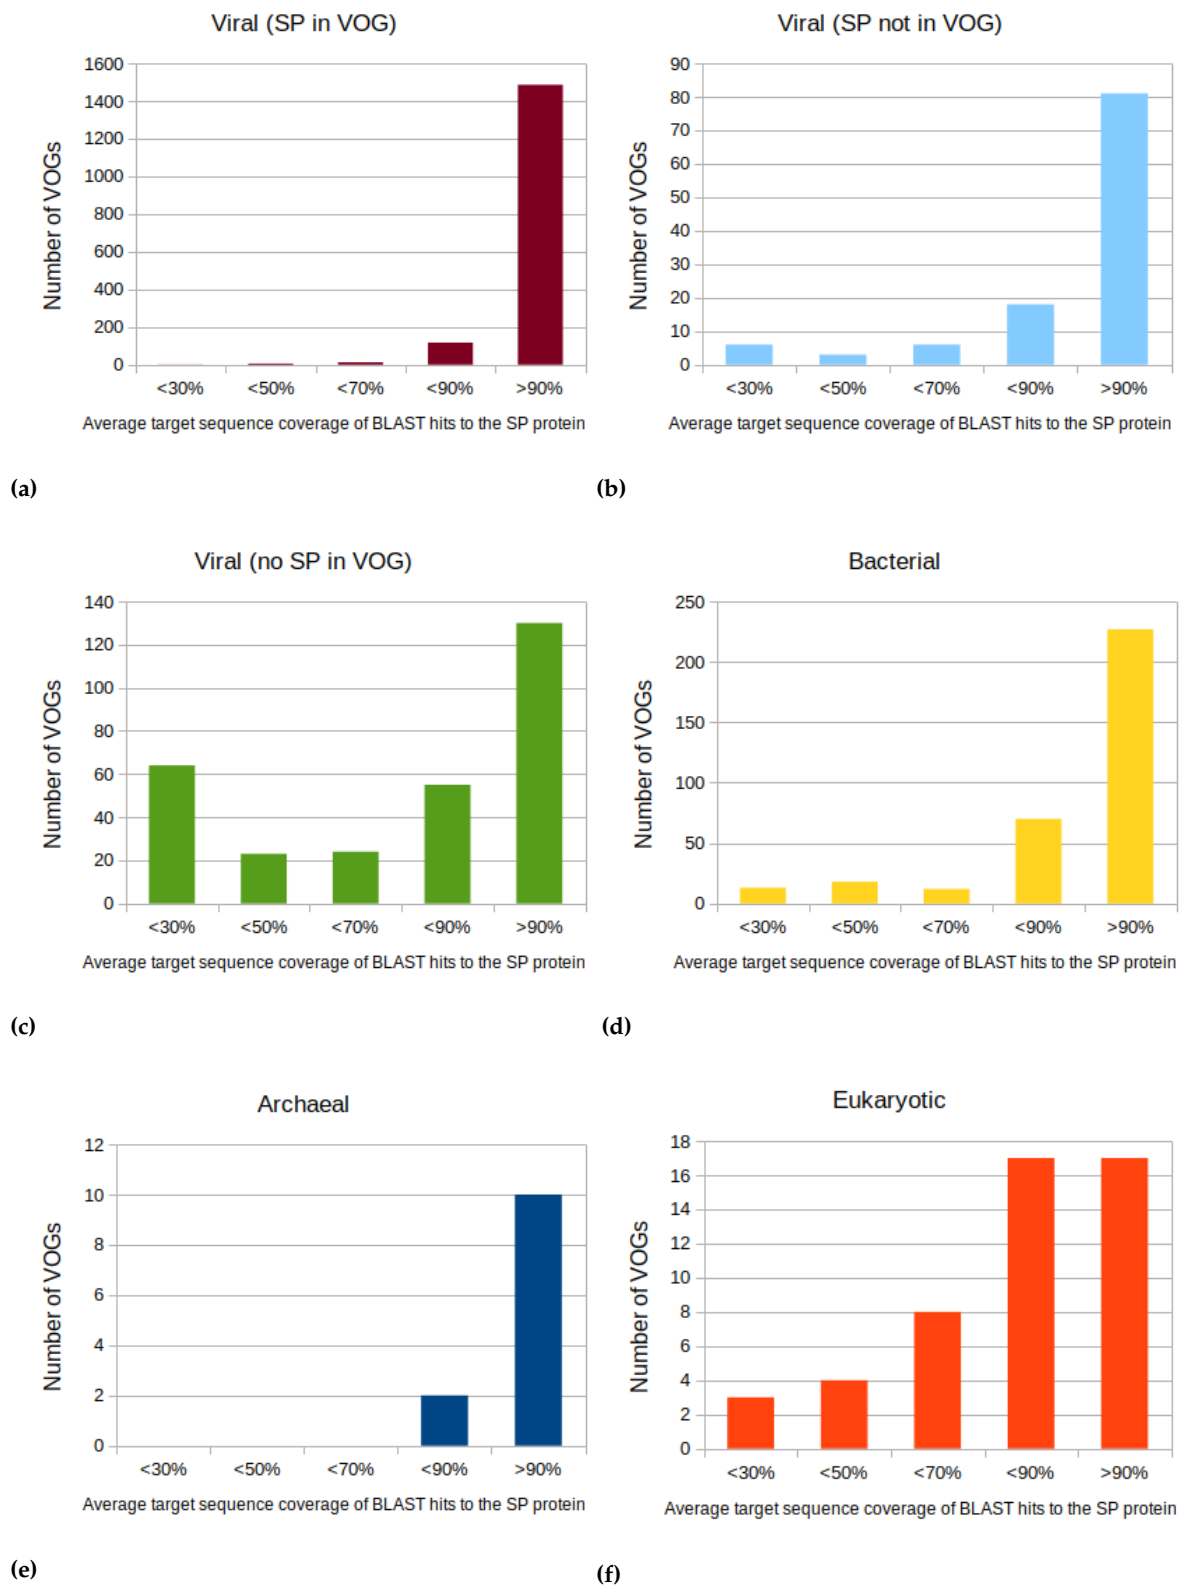 Viral (SP in VOG)
1600
1400
1200
1000
800
600
400
200
0
Number of VOGs
<30% <50% <70% <90% >90%
Average target sequence coverage of BLAST hits to the SP protein
(a)
Viral (SP not in VOG)
90
80
70
60
50
40
30
20
10
0
Number of VOGs
<30% <50% <70% <90% >90%
Average target sequence coverage of BLAST hits to the SP protein
(b)
Viral (no SP in VOG)
140
120
100
80
60
40
20
0
Number of VOGs
<30% <50% <70% <90% >90%
Average target sequence coverage of BLAST hits to the SP protein
(c)
Bacterial
250
200
150
100
50
0
Number of VOGs
<30% <50% <70% <90% >90%
Average target sequence coverage of BLAST hits to the SP protein
(d)
Archaeal
12
10
8
6
4
2
0
Number of VOGs
<30% <50% <70% <90% >90%
Average target sequence coverage of BLAST hits to the SP protein
(e)
Eukaryotic
18
16
14
12
10
8
6
4
2
0
Number of VOGs
<30% <50% <70% <90% >90%
Average target sequence coverage of BLAST hits to the SP protein
(f)